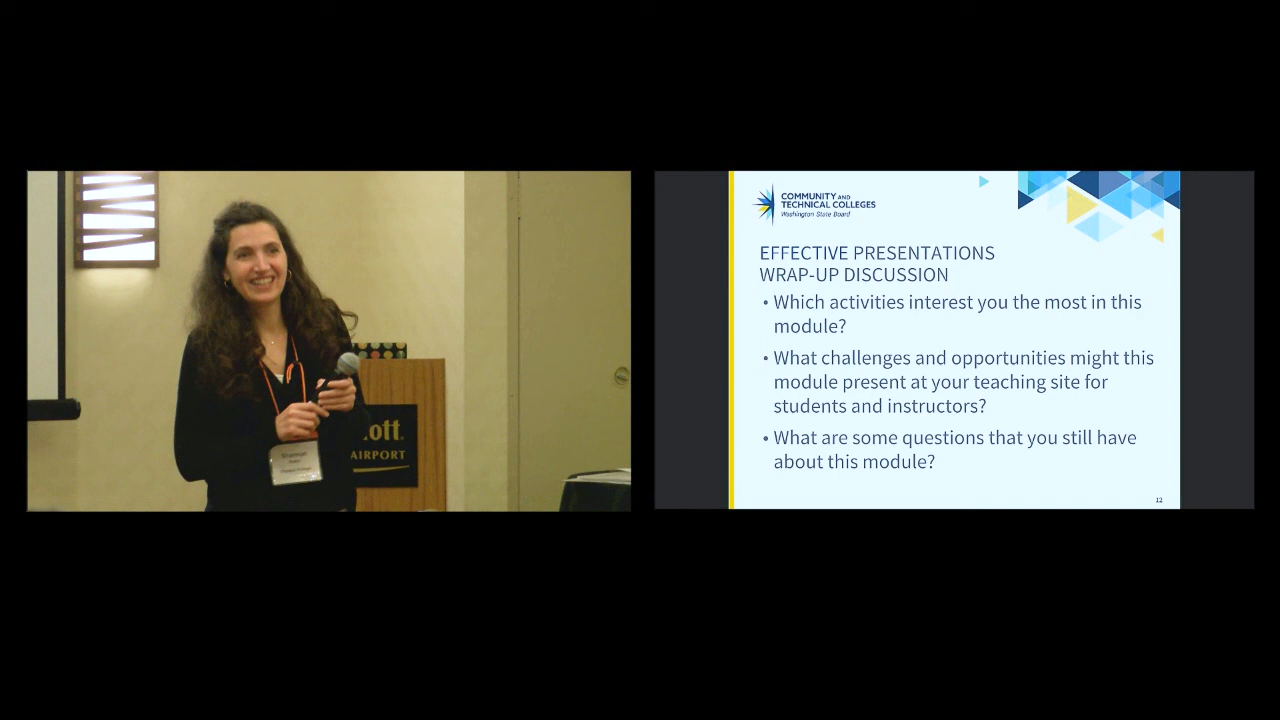 Shannon
ott.
AIRPORT
COMMUNITY AND
TECHNICAL COLLEGES
Washington State Board
EFFECTIVE PRESENTATIONS
WRAP-UP DISCUSSION
• Which activities interest you the most in this
module?
• What challenges and opportunities might this
module present at your teaching site for
students and instructors?
• What are some questions that you still have
about this module?
12